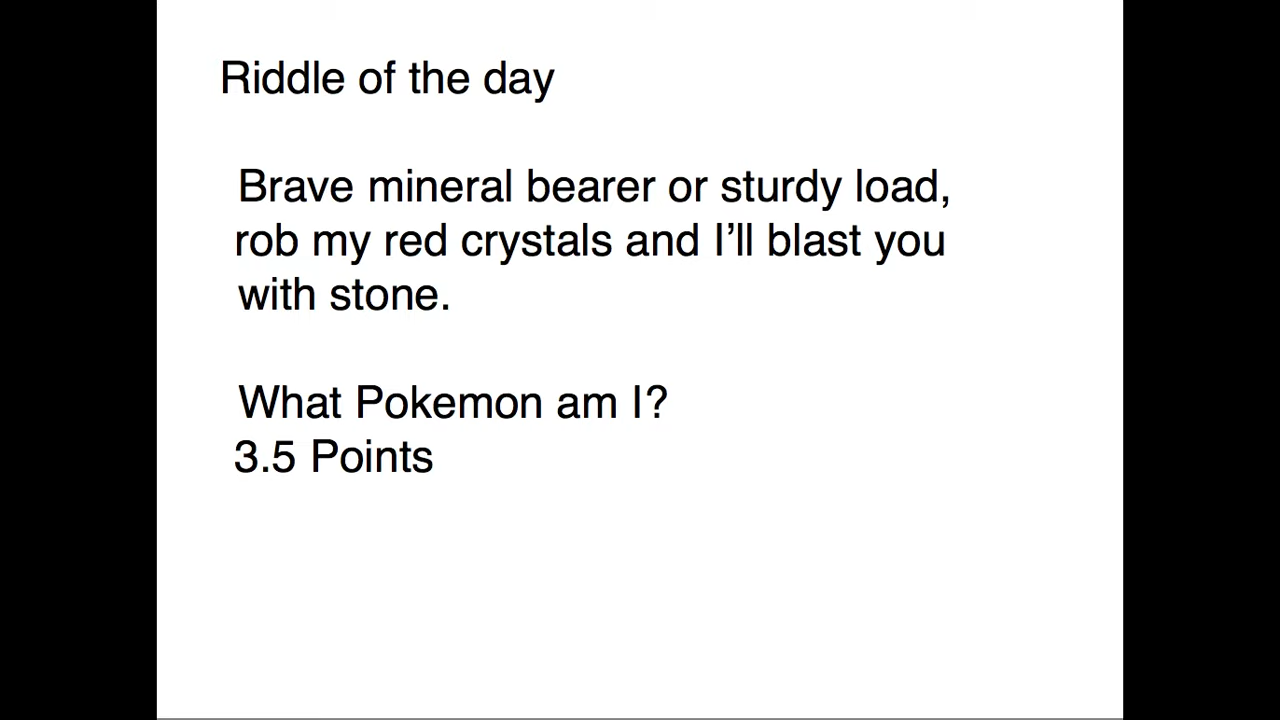 Riddle of the day
Brave mineral bearer or sturdy load,
rob my red crystals and I’ll blast you
with stone.
What Pokemon am I?
3.5 Points